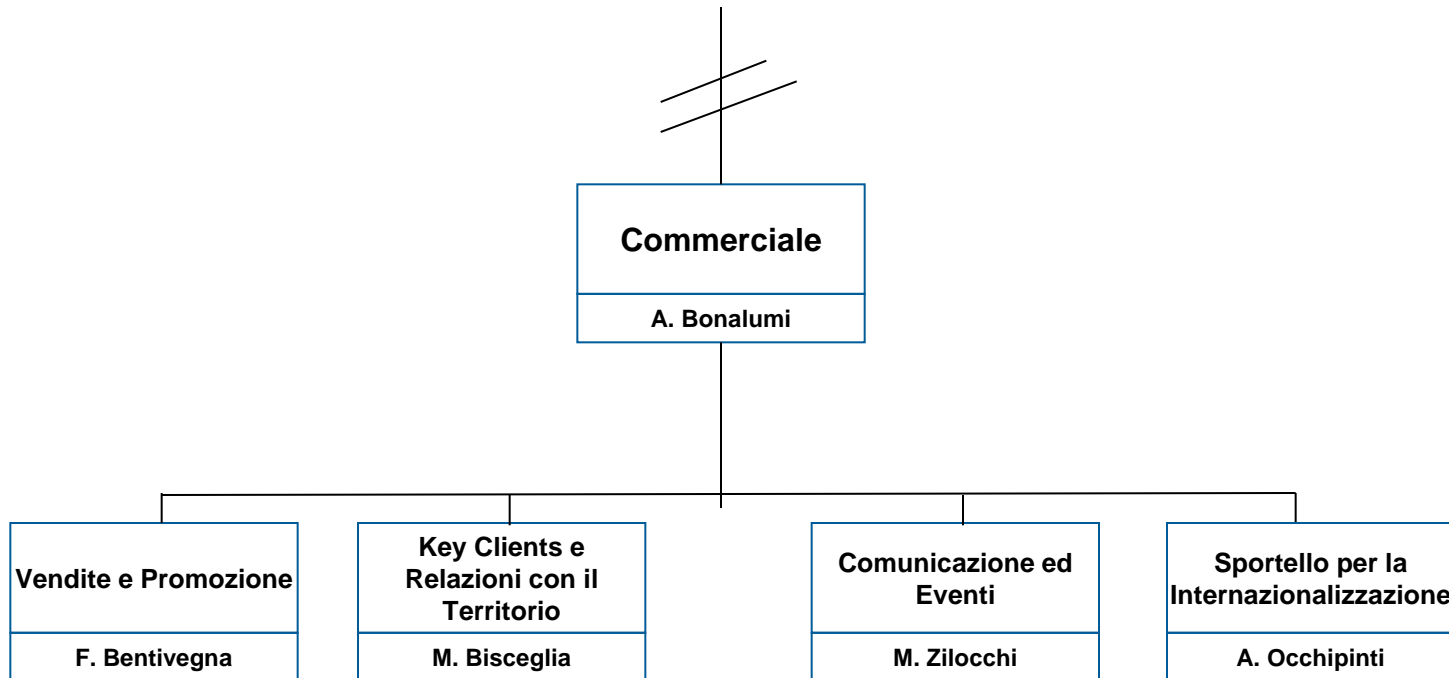 Commerciale
A. Bonalumi
Vendite e Promozione
F. Bentivegna
Key Clients e
Relazioni con il
Territorio
M. Bisceglia
Comunicazione ed
Eventi
M. Zilocchi
Sportello per la
Internazionalizzazione
A. Occhipinti